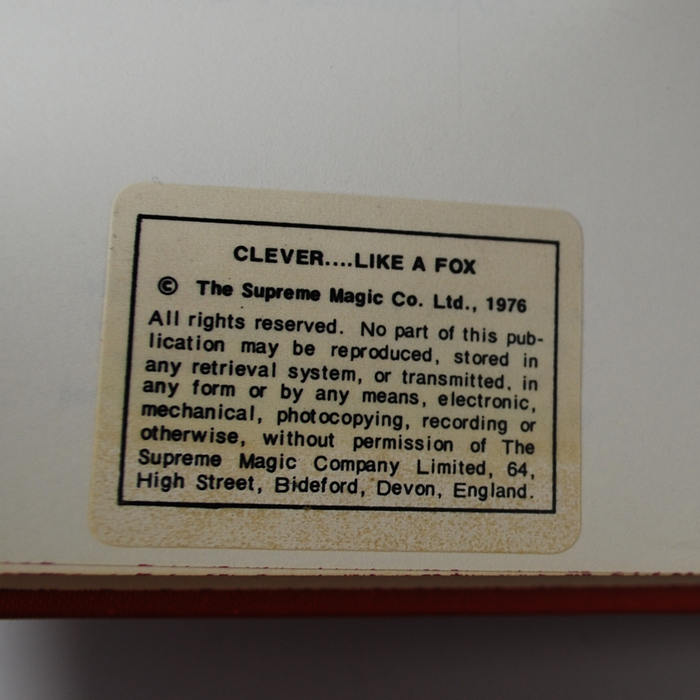 CLEVER....LIKE A FOX
© The Supreme Magic Co. Ltd., 1976
All rights reserved. No part of this pub-
lication may be reproduced, stored in
any retrieval system, or transmitted, in
any form or by any means, electronic,
mechanical, photocopying, recording or
otherwise, without permission of The
Supreme Magic Company Limited, 64,
High Street, Bideford, Devon, England.